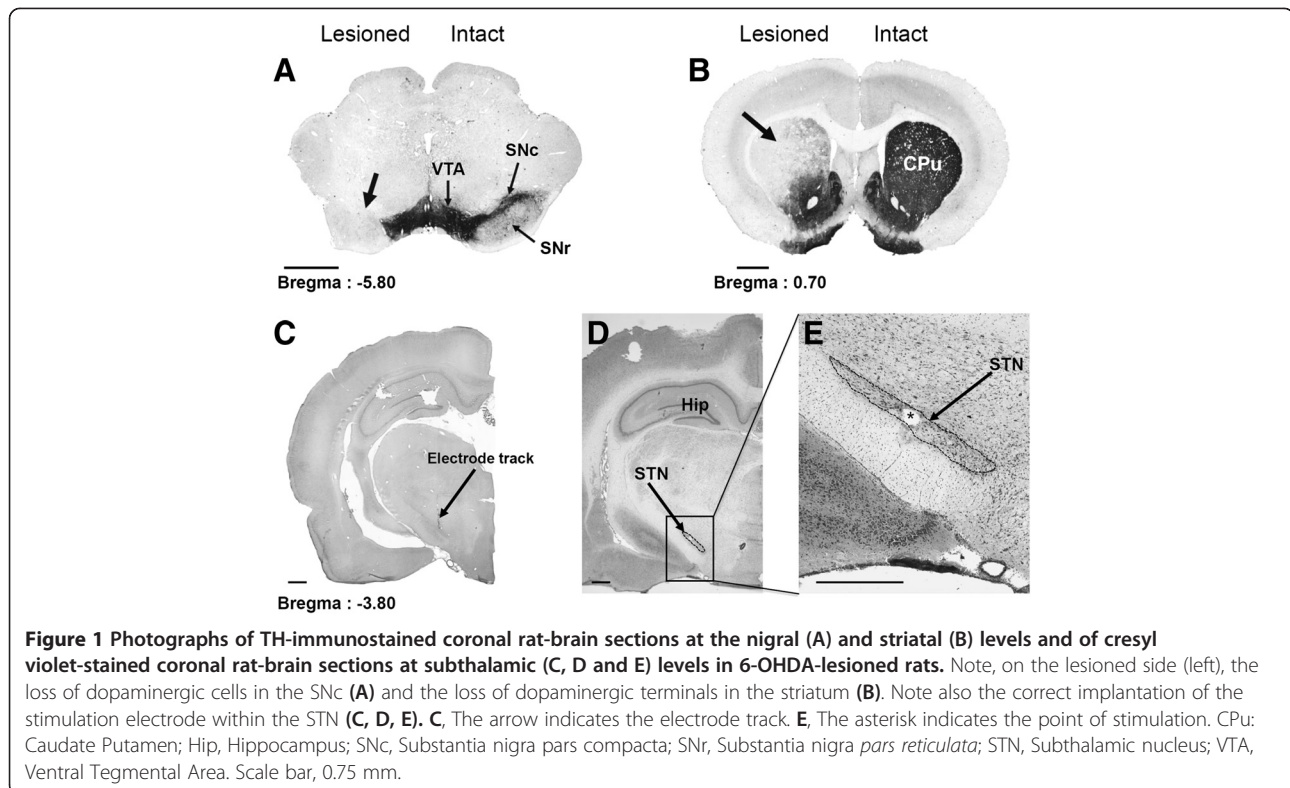 Lesioned Intact
A
VTA
SNc
SNr
Bregma : -5.80
Lesioned Intact
B
CPu
Bregma : 0.70
C
Electrode track
Bregma : -3.80
D
Hip
STN
E
STN
*
Figure 1 Photographs of TH-immunostained coronal rat-brain sections at the nigral (A) and striatal (B) levels and of cresyl
violet-stained coronal rat-brain sections at subthalamic (C, D and E) levels in 6-OHDA-lesioned rats. Note, on the lesioned side (left), the
loss of dopaminergic cells in the SNc (A) and the loss of dopaminergic terminals in the striatum (B). Note also the correct implantation of the
stimulation electrode within the STN (C, D, E). C, The arrow indicates the electrode track. E, The asterisk indicates the point of stimulation. CPu:
Caudate Putamen; Hip, Hippocampus; SNc, Substantia nigra pars compacta; SNr, Substantia nigra pars reticulata; STN, Subthalamic nucleus; VTA,
Ventral Tegmental Area. Scale bar, 0.75 mm.